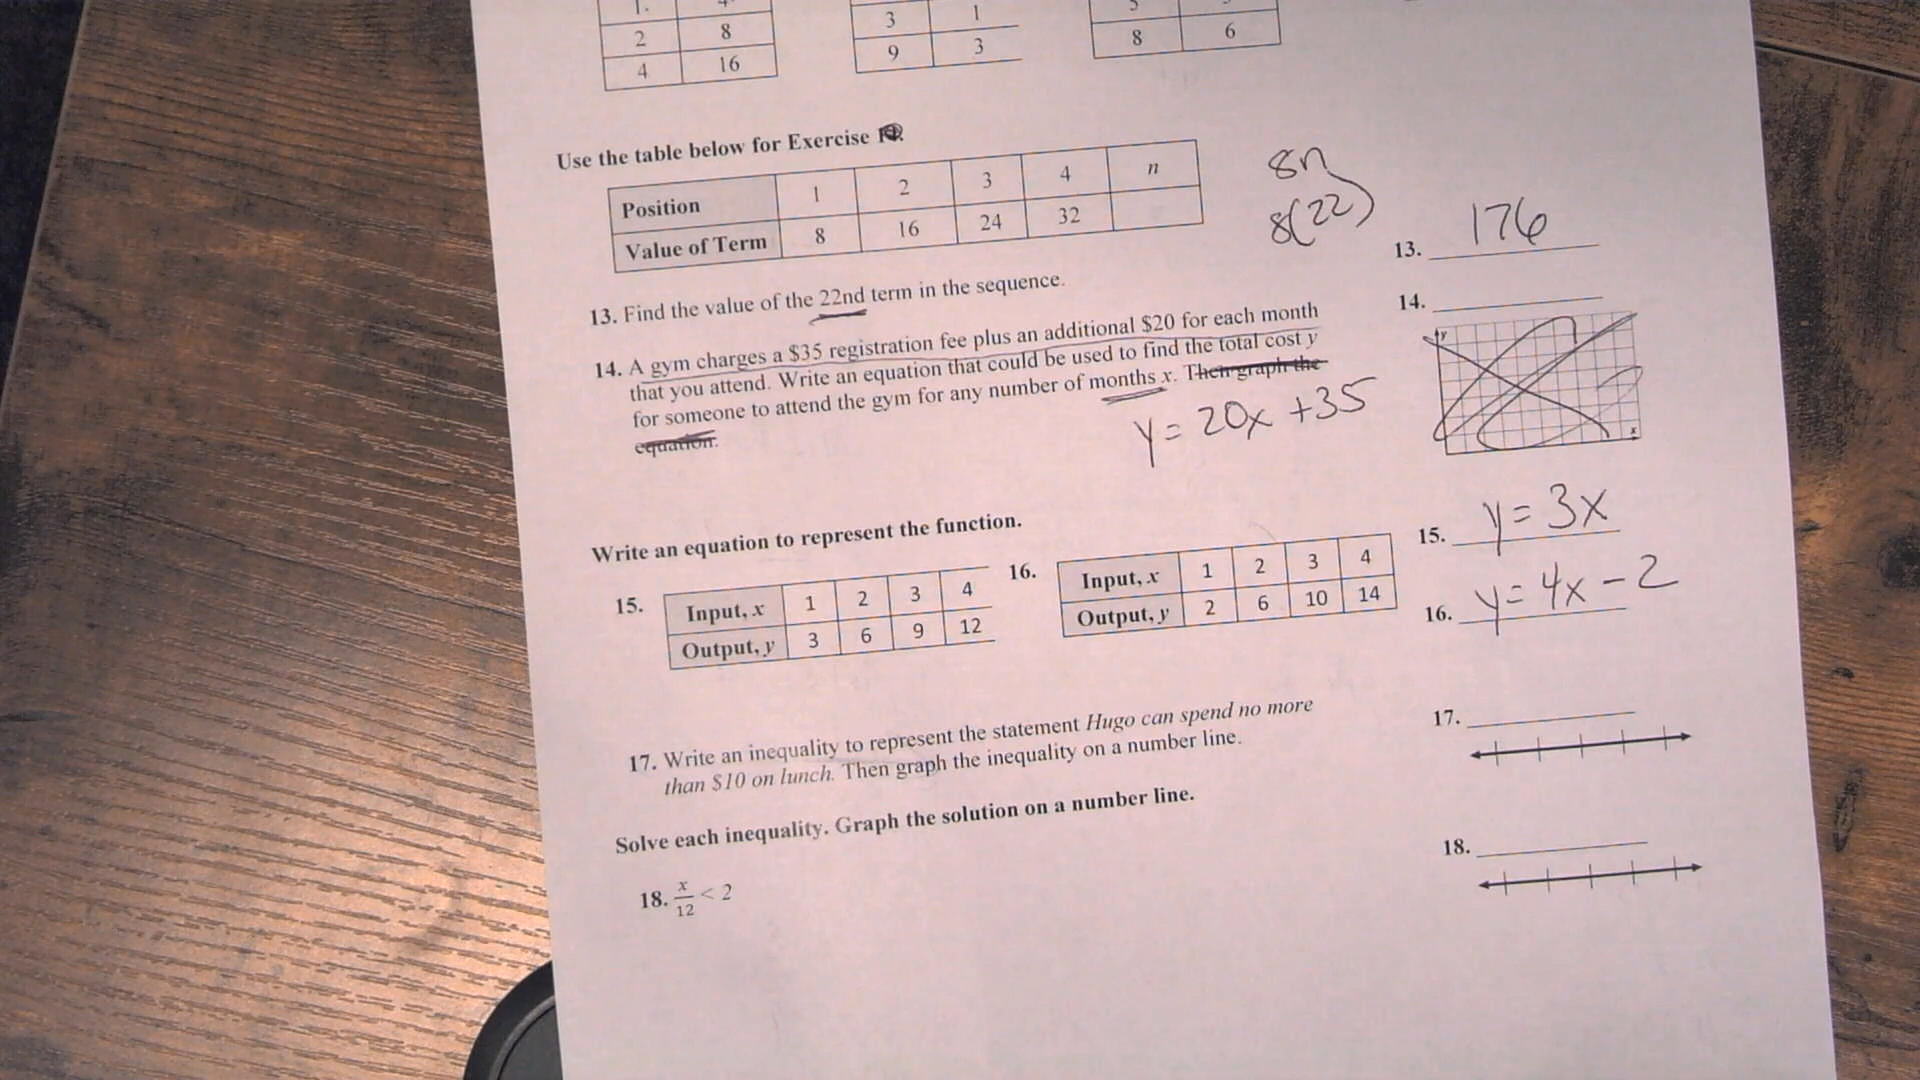 2 8
4 16
3 1
9 3
8 6
Use the table below for Exercise
Position 1 2 3 4 n
Value of Term 8 16 24 32
8n
8(22)
13. Find the value of the 22nd term in the sequence.
13. 176
14. A gym charges a $35 registration fee plus an additional $20 for each month
that you attend. Write an equation that could be used to find the total cost y
for someone to attend the gym for any number of months x. Then graph the
equation.
y = 20x + 35
14.
y
x
Write an equation to represent the function.
15.
Input, x 1 2 3 4
Output, y 3 6 9 12
16.
Input, x 1 2 3 4
Output, y 2 6 10 14
15. y = 3x
16. y = 4x - 2
17. Write an inequality to represent the statement Hugo can spend no more
than $10 on lunch. Then graph the inequality on a number line.
17.
Solve each inequality. Graph the solution on a number line.
18. x/12 < 2
18.